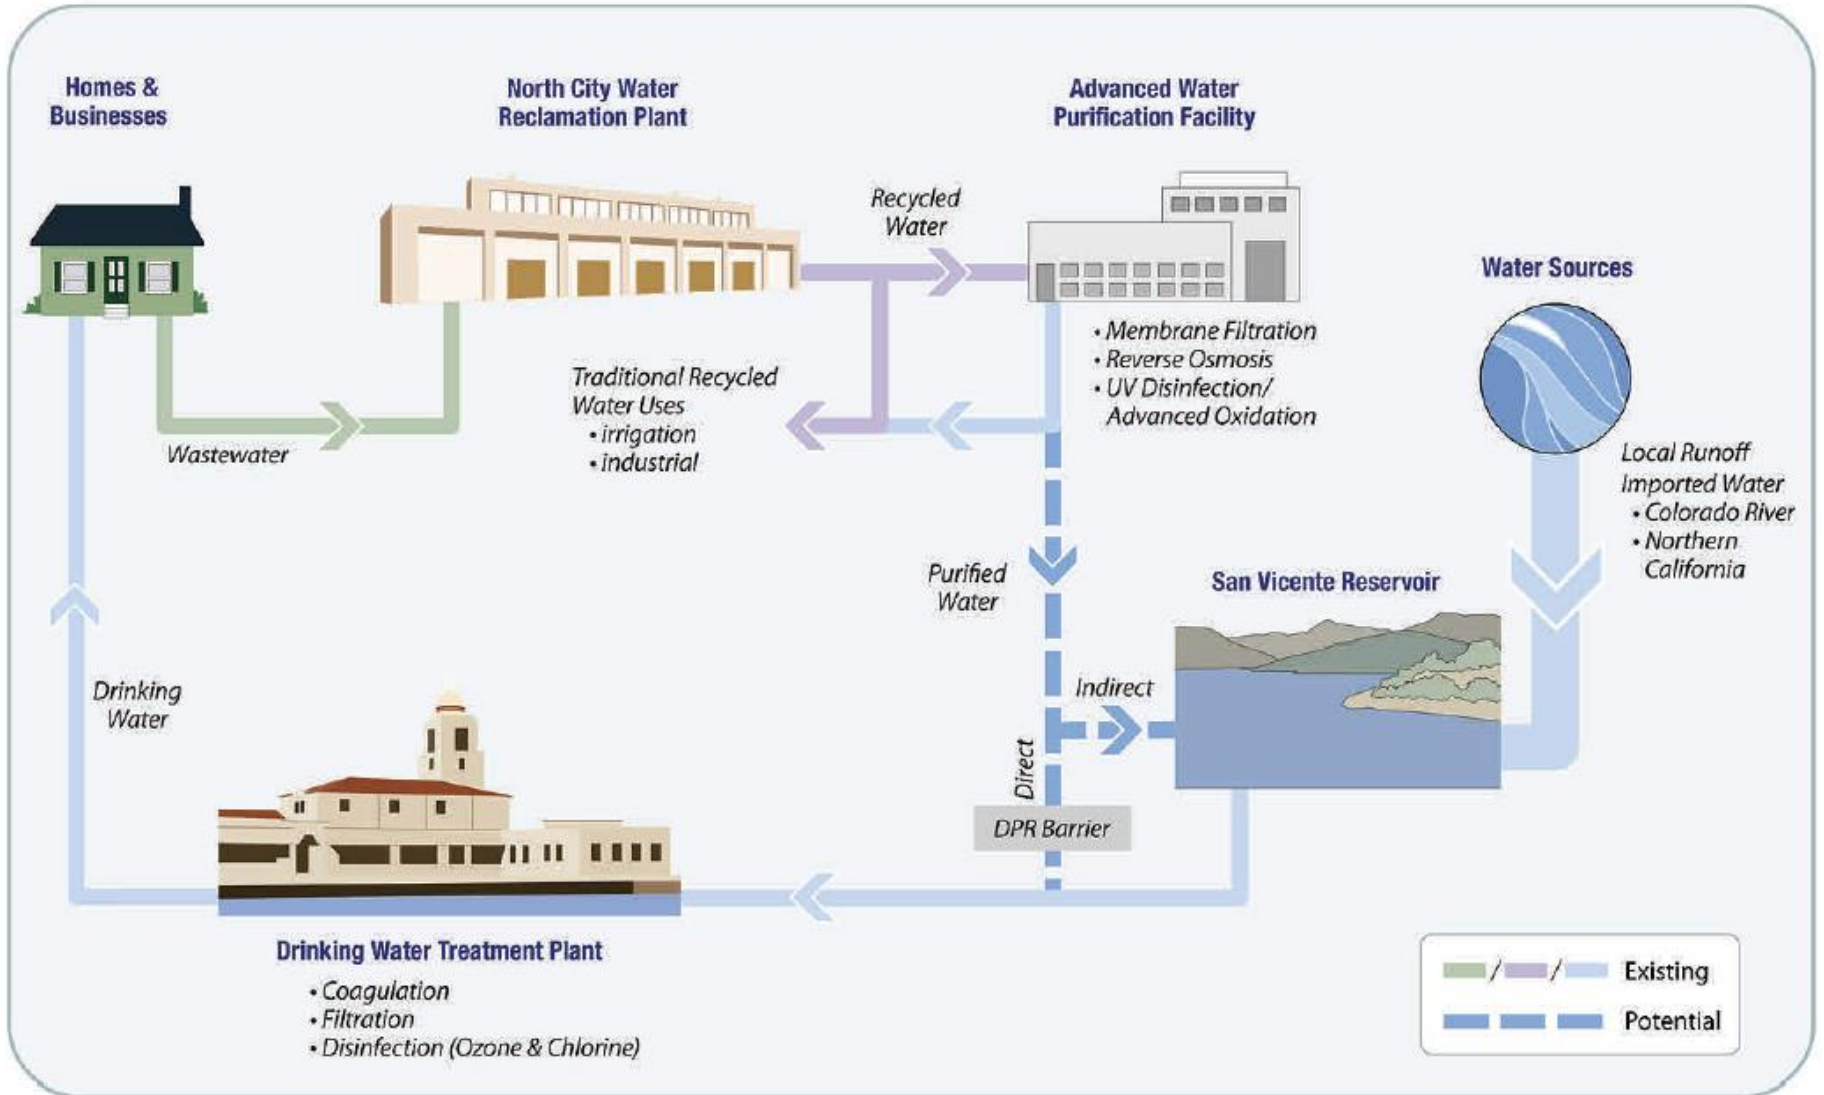 Homes &
Businesses
North City Water
Reclamation Plant
Advanced Water
Purification Facility
Recycled
Water
Water Sources
• Membrane Filtration
• Reverse Osmosis
• UV Disinfection/
Advanced Oxidation
Traditional Recycled
Water Uses
• irrigation
• industrial
Wastewater
Local Runoff
Imported Water
• Colorado River
• Northern
California
Purified
Water
San Vicente Reservoir
Drinking
Water
Indirect
Direct
DPR Barrier
Drinking Water Treatment Plant
• Coagulation
• Filtration
• Disinfection (Ozone & Chlorine)
/ / Existing
Potential